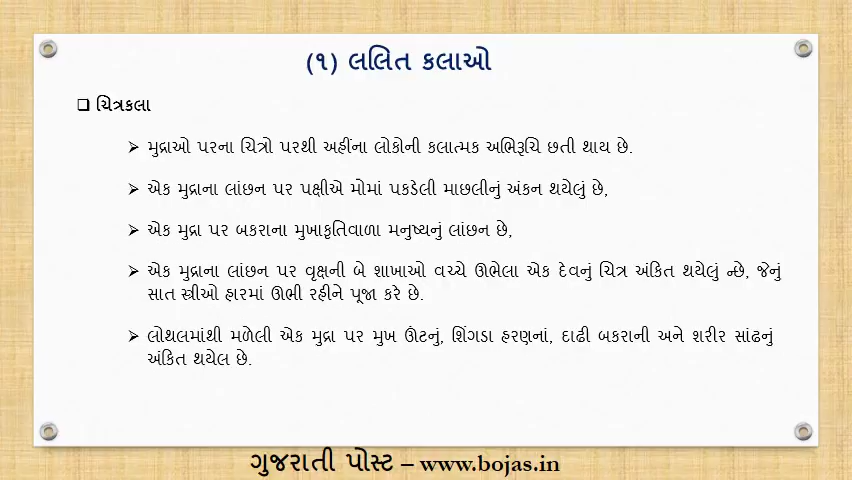 (૧) લલિત કલાઓ
❑ ચિત્રકલા
➢ મુદ્રાઓ પરના ચિત્રો પરથી અહીંના લોકોની કલાત્મક અભિરૂચિ છતી થાય છે.
➢ એક મુદ્રાના લાંછન પર પક્ષીએ મોમાં પકડેલી માછલીનું અંકન થયેલું છે,
➢ એક મુદ્રા પર બકરાના મુખાકૃતિવાળા મનુષ્યનું લાંછન છે,
➢ એક મુદ્રાના લાંછન પર વૃક્ષની બે શાખાઓ વચ્ચે ઊભેલા એક દેવનું ચિત્ર અંકિત થયેલું ન્છે, જેનું
સાત સ્ત્રીઓ હારમાં ઊભી રહીને પૂજા કરે છે.
➢ લોથલમાંથી મળેલી એક મુદ્રા પર મુખ ઊંટનું, શિંગડા હરણનાં, દાઢી બકરાની અને શરીર સાંઢનું
અંકિત થયેલ છે.
ગુજરાતી પોસ્ટ – www.bojas.in